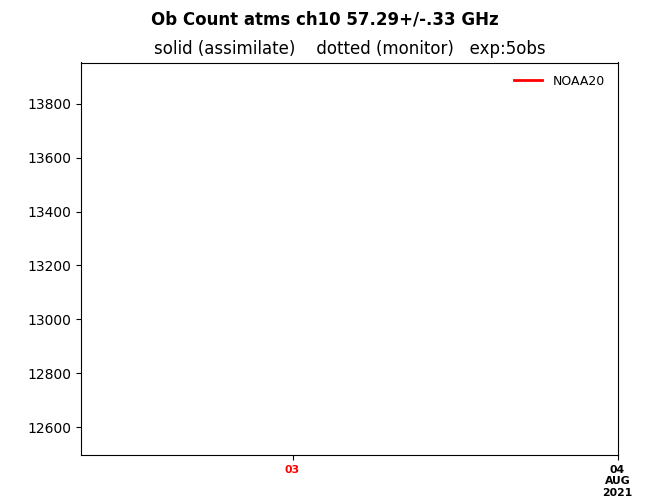 Ob Count atms ch10 57.29+/-.33 GHz
solid (assimilate) dotted (monitor) exp:5obs
NOAA20
13800
13600
13400
13200
13000
12800
12600
03
04
AUG
2021